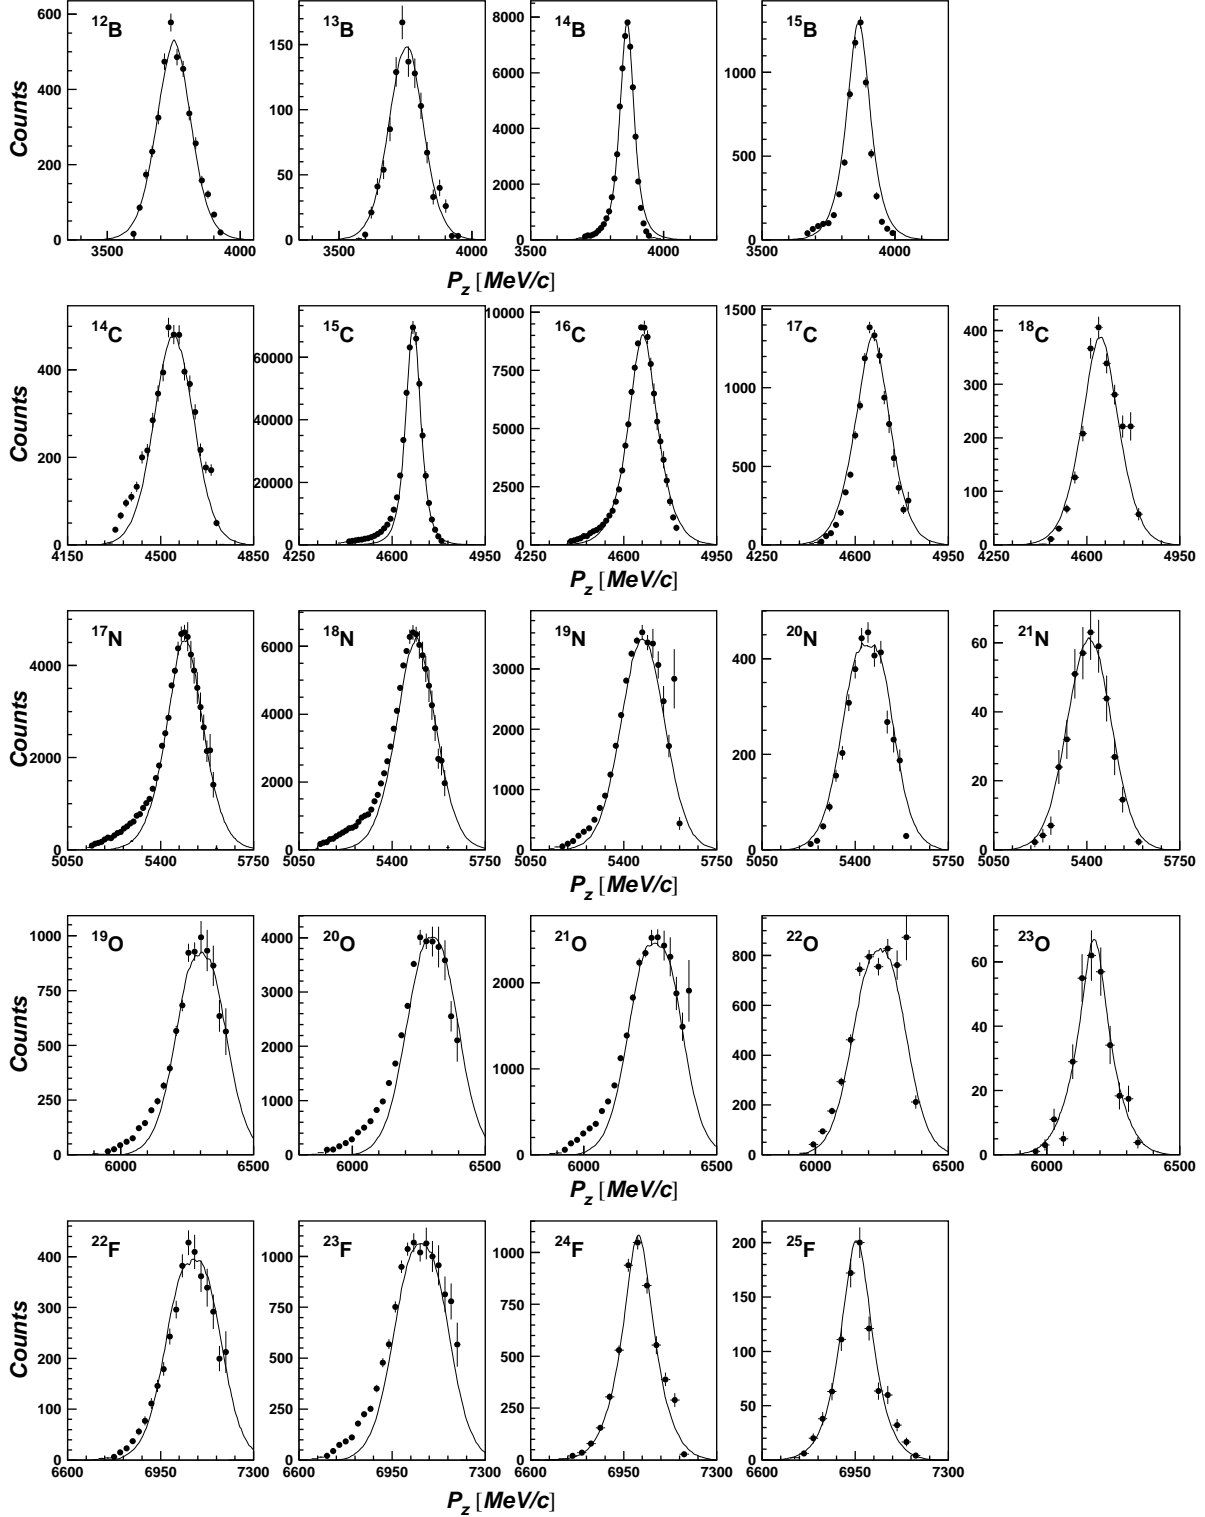 Counts
600 400 200 0
12B
3500 4000
150 100 50 0
13B
3500 4000
8000 6000 4000 2000 0
14B
3500 4000
1000 500 0
15B
3500 4000
Pz [MeV/c]
Counts
400 200 0
14C
4150 4500 4850
60000 40000 20000 0
15C
4250 4600 4950
10000 7500 5000 2500 0
16C
4250 4600 4950
1500 1000 500 0
17C
4250 4600 4950
400 300 200 100 0
18C
4250 4600 4950
Pz [MeV/c]
Counts
4000 2000 0
17N
5050 5400 5750
6000 4000 2000 0
18N
5050 5400 5750
3000 2000 1000 0
19N
5050 5400 5750
400 200 0
20N
5050 5400 5750
60 40 20 0
21N
5050 5400 5750
Pz [MeV/c]
Counts
1000 750 500 250 0
19O
6000 6500
4000 3000 2000 1000 0
20O
6000 6500
2000 1000 0
21O
6000 6500
800 600 400 200 0
22O
6000 6500
60 40 20 0
23O
6000 6500
Pz [MeV/c]
Counts
400 300 200 100 0
22F
6600 6950 7300
1000 750 500 250 0
23F
6600 6950 7300
1000 750 500 250 0
24F
6600 6950 7300
200 150 100 50 0
25F
6600 6950 7300
Pz [MeV/c]